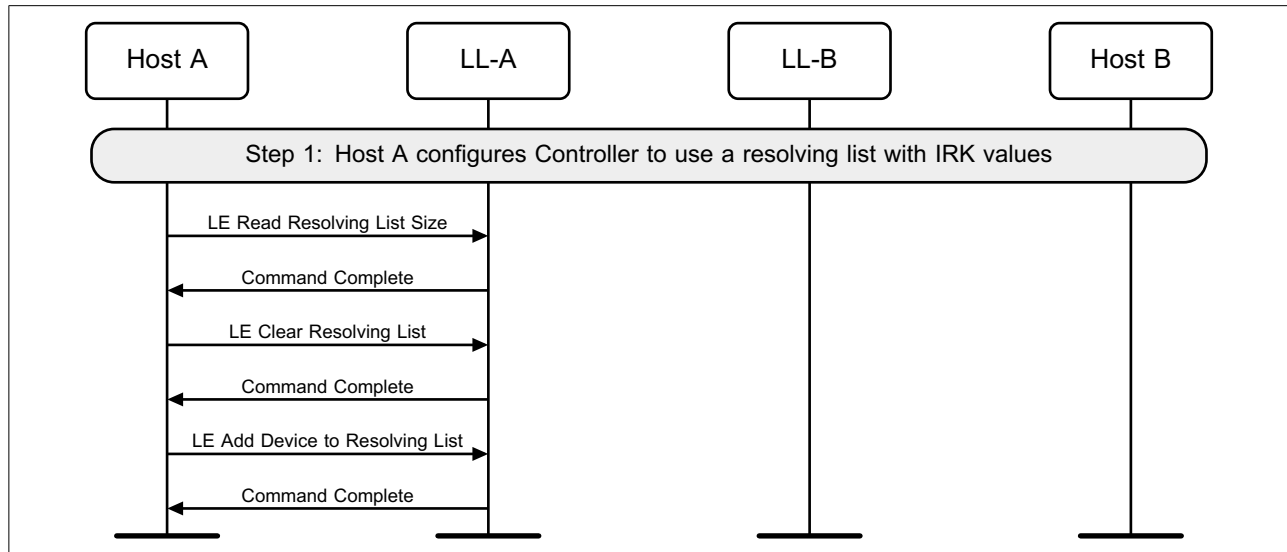 Host A
LL-A
LL-B
Host B
Step 1: Host A configures Controller to use a resolving list with IRK values
LE Read Resolving List Size
Command Complete
LE Clear Resolving List
Command Complete
LE Add Device to Resolving List
Command Complete